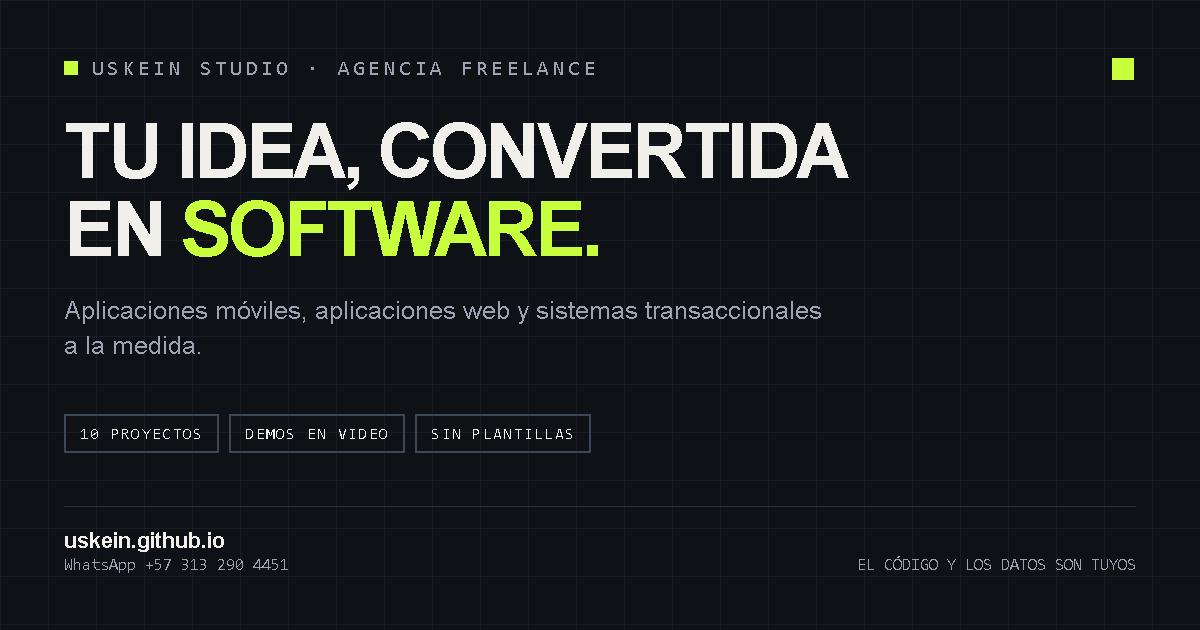 USKEIN STUDIO · AGENCIA FREELANCE
TU IDEA, CONVERTIDA
EN SOFTWARE.
Aplicaciones móviles, aplicaciones web y sistemas transaccionales
a la medida.
10 PROYECTOS
DEMOS EN VIDEO
SIN PLANTILLAS
uskein.github.io
WhatsApp +57 313 290 4451
EL CÓDIGO Y LOS DATOS SON TUYOS